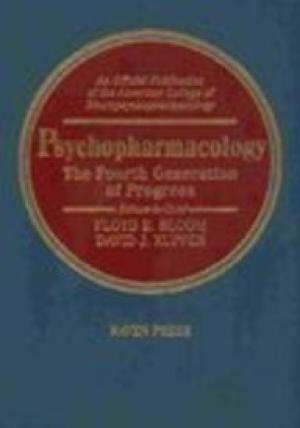 An Official Publication
of the American College of
Neuropsychopharmacology
Psychopharmacology
The Fourth Generation
of Progress
Editors-in-Chief
FLOYD E. BLOOM
DAVID J. KUPFER
RAVEN PRESS